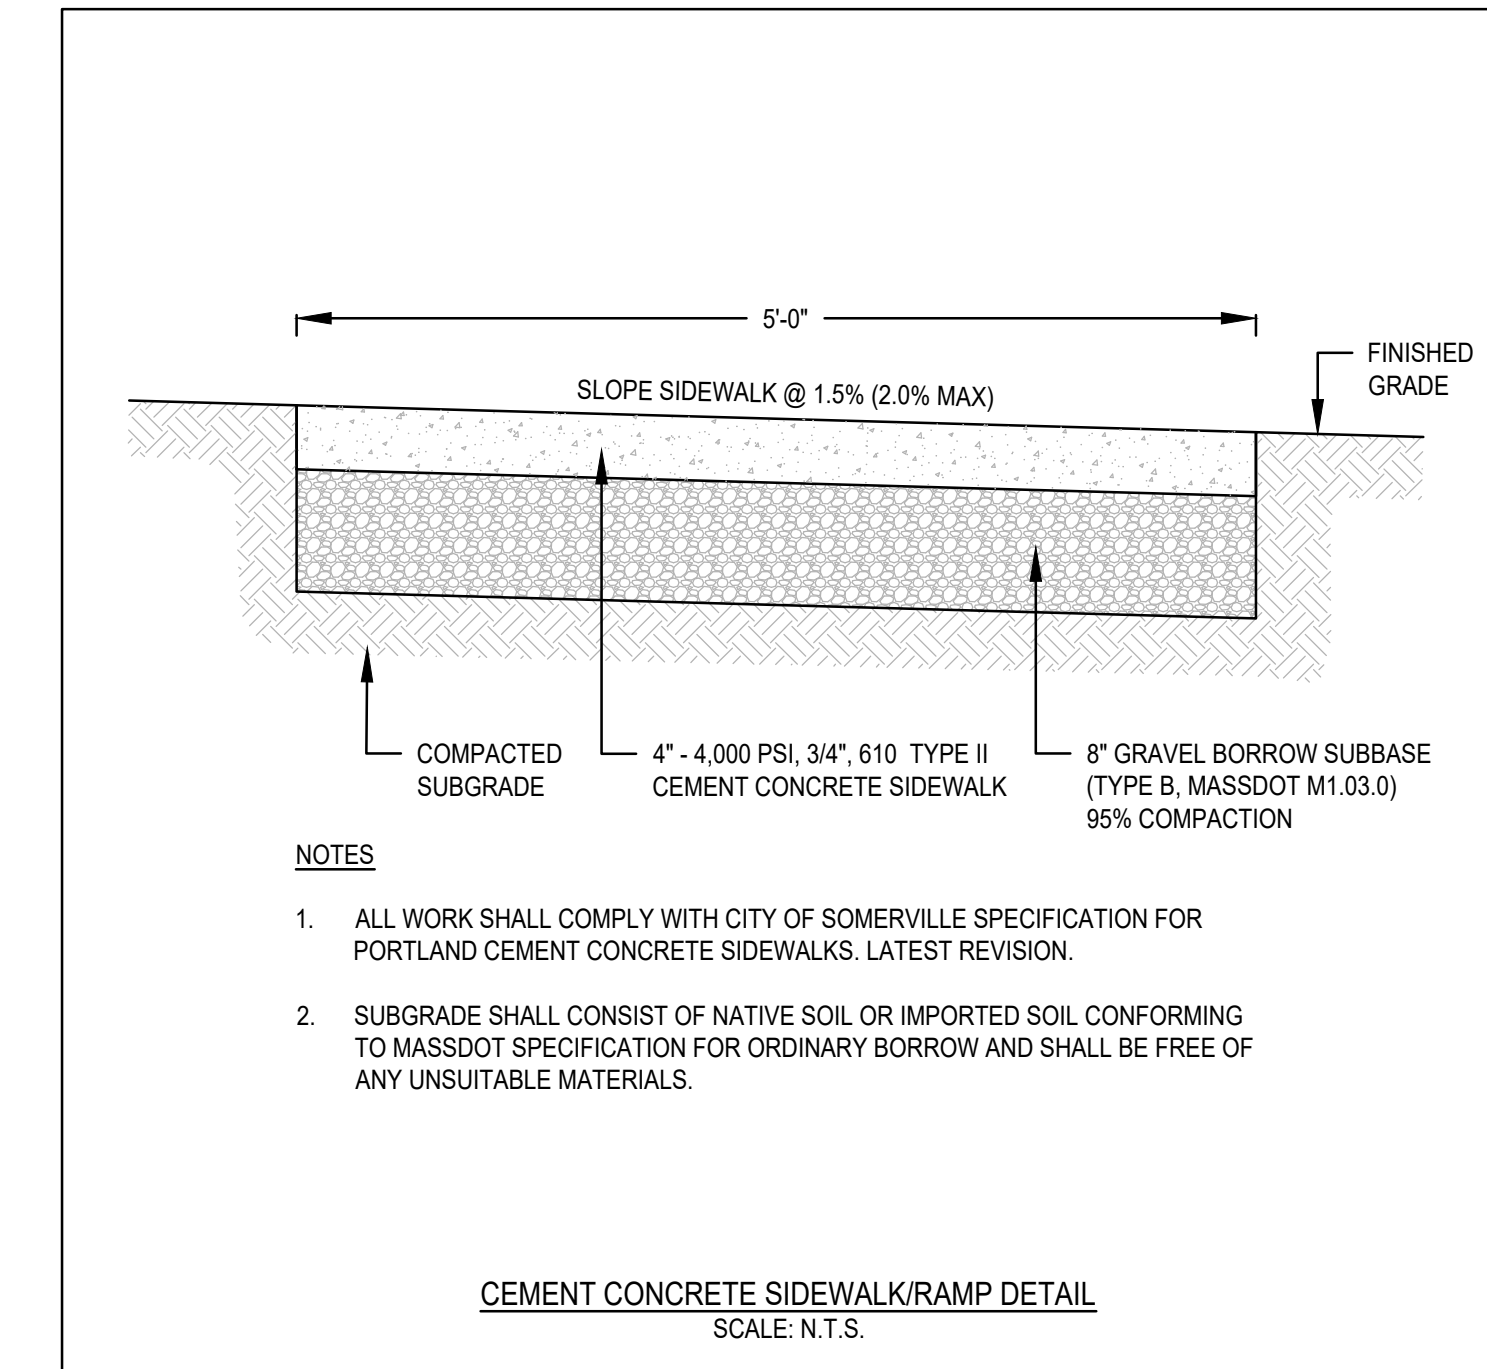 5'-0"
FINISHED
GRADE
SLOPE SIDEWALK @ 1.5% (2.0% MAX)
COMPACTED
SUBGRADE
4" - 4,000 PSI, 3/4", 610 TYPE II
CEMENT CONCRETE SIDEWALK
8" GRAVEL BORROW SUBBASE
(TYPE B, MASSDOT M1.03.0)
95% COMPACTION
NOTES
1. ALL WORK SHALL COMPLY WITH CITY OF SOMERVILLE SPECIFICATION FOR
PORTLAND CEMENT CONCRETE SIDEWALKS. LATEST REVISION.
2. SUBGRADE SHALL CONSIST OF NATIVE SOIL OR IMPORTED SOIL CONFORMING
TO MASSDOT SPECIFICATION FOR ORDINARY BORROW AND SHALL BE FREE OF
ANY UNSUITABLE MATERIALS.
CEMENT CONCRETE SIDEWALK/RAMP DETAIL
SCALE: N.T.S.